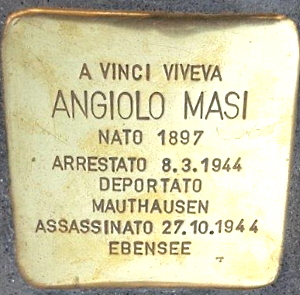 A VINCI VIVEVA
ANGIOLO MASI
NATO 1897
ARRESTATO 8.3.1944
DEPORTATO
MAUTHAUSEN
ASSASSINATO 27.10.1944
EBENSEE